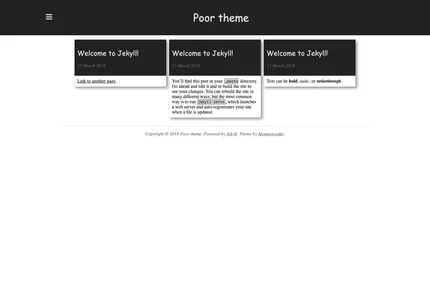 Poor theme
Welcome to Jekyll!
11 March 2018
Link to another page.
Welcome to Jekyll!
11 March 2018
You'll find this post in your _posts directory.
Go ahead and edit it and re-build the site to
see your changes. You can rebuild the site in
many different ways, but the most common
way is to run jekyll serve, which launches
a web server and auto-regenerates your site
when a file is updated.
Welcome to Jekyll!
11 March 2018
Text can be bold, italic, or strikethrough.
Copyright © 2018 Poor theme. Powered by Jekyll. Theme by